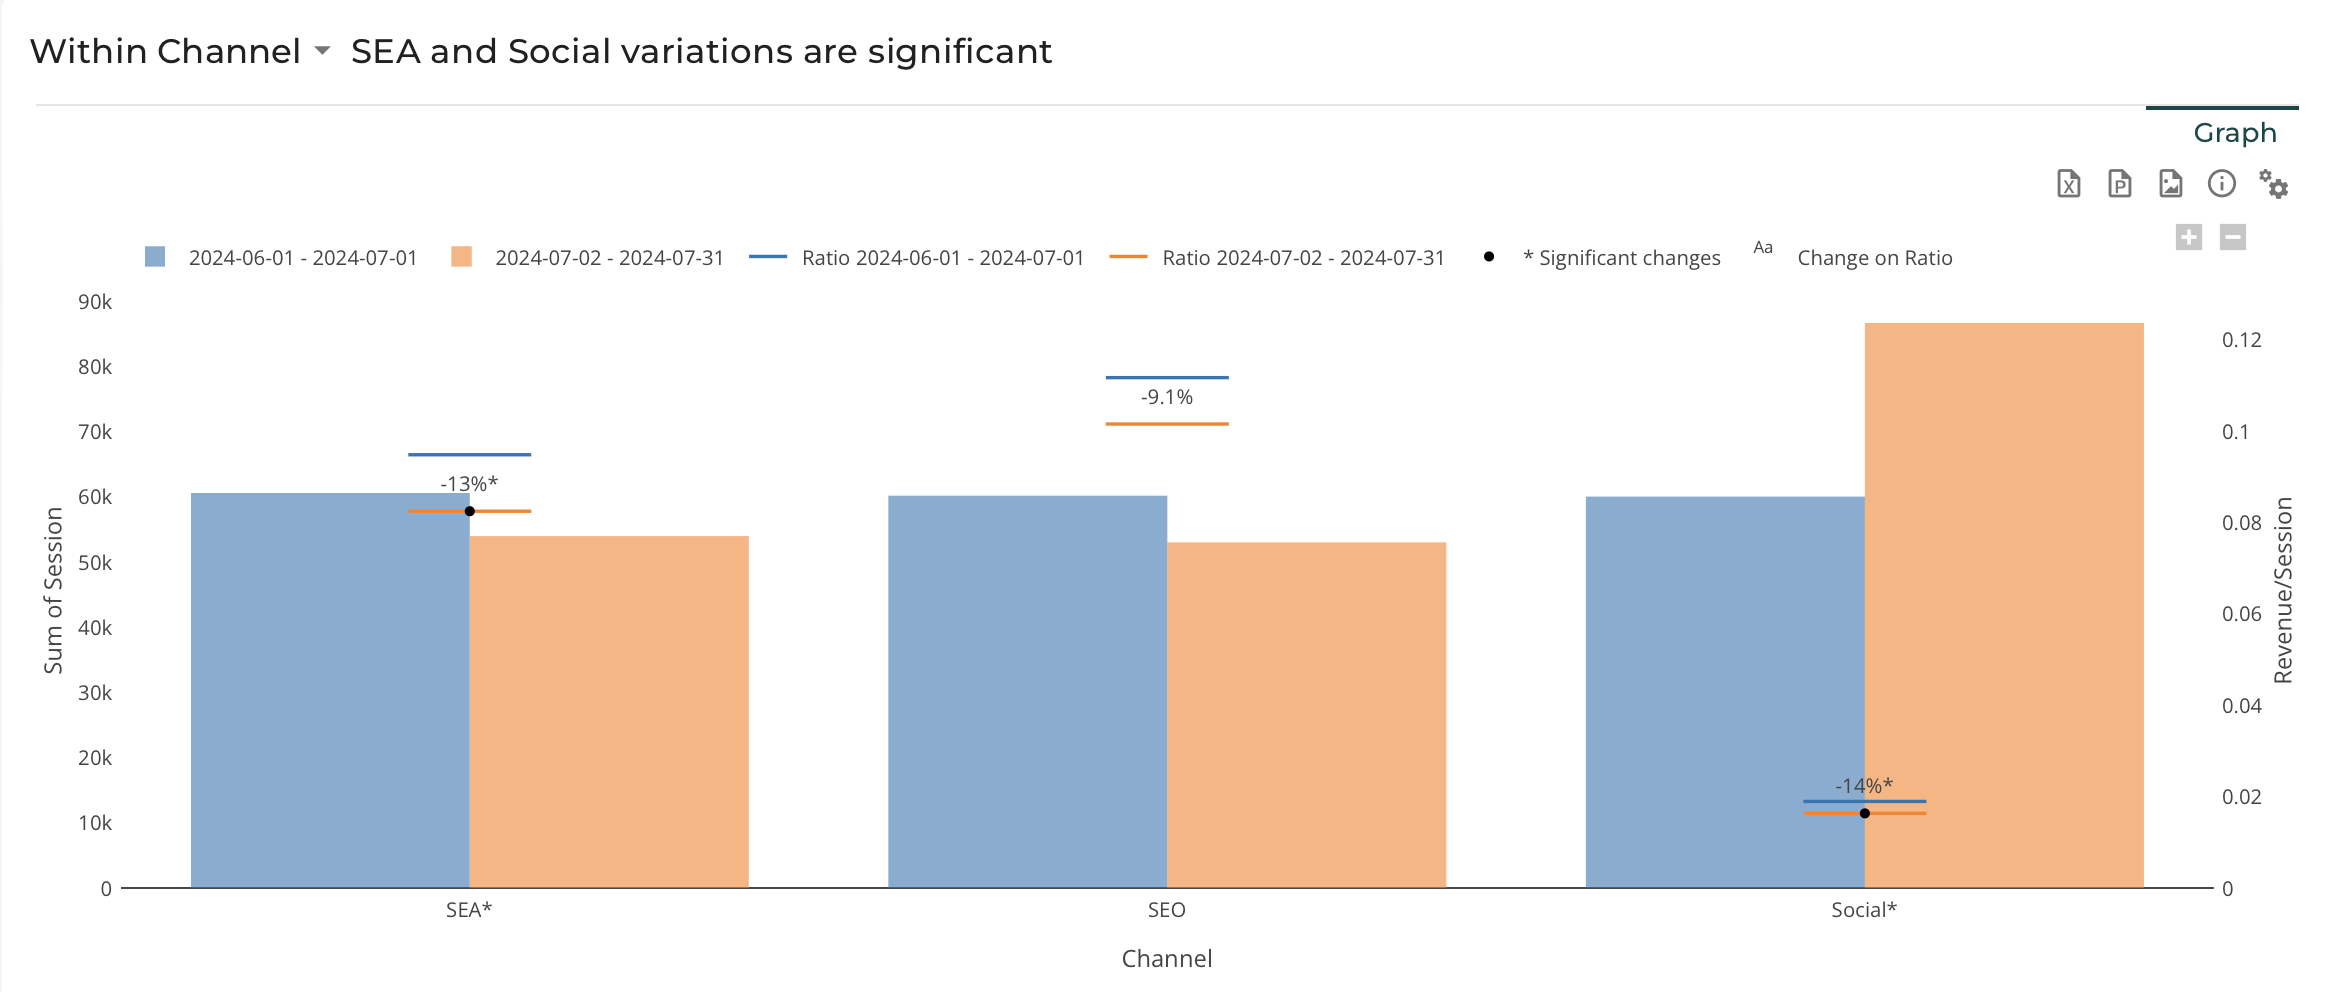 Within Channel SEA and Social variations are significant
Graph
2024-06-01 - 2024-07-01 2024-07-02 - 2024-07-31 Ratio 2024-06-01 - 2024-07-01 Ratio 2024-07-02 - 2024-07-31 * Significant changes Aa Change on Ratio
90k
80k
70k
60k
50k
40k
30k
20k
10k
0
Sum of Session
-13%*
-9.1%
-14%*
0.12
0.1
0.08
0.06
0.04
0.02
0
Revenue/Session
SEA* SEO Social*
Channel